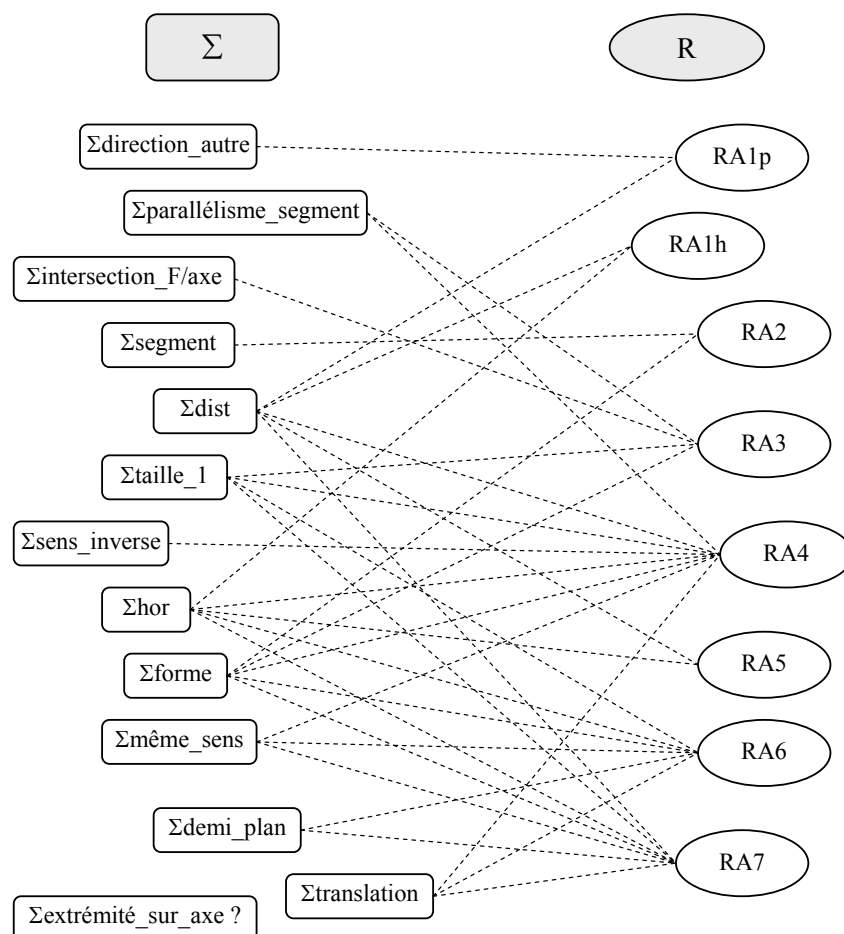 Σ
R
Σdirection_autre
RA1p
Σparallélisme_segment
RA1h
Σintersection_F/axe
Σsegment
RA2
Σdist
RA3
Σtaille_1
Σsens_inverse
RA4
Σhor
Σforme
RA5
Σmême_sens
RA6
Σdemi_plan
RA7
Σtranslation
Σextrémité_sur_axe ?